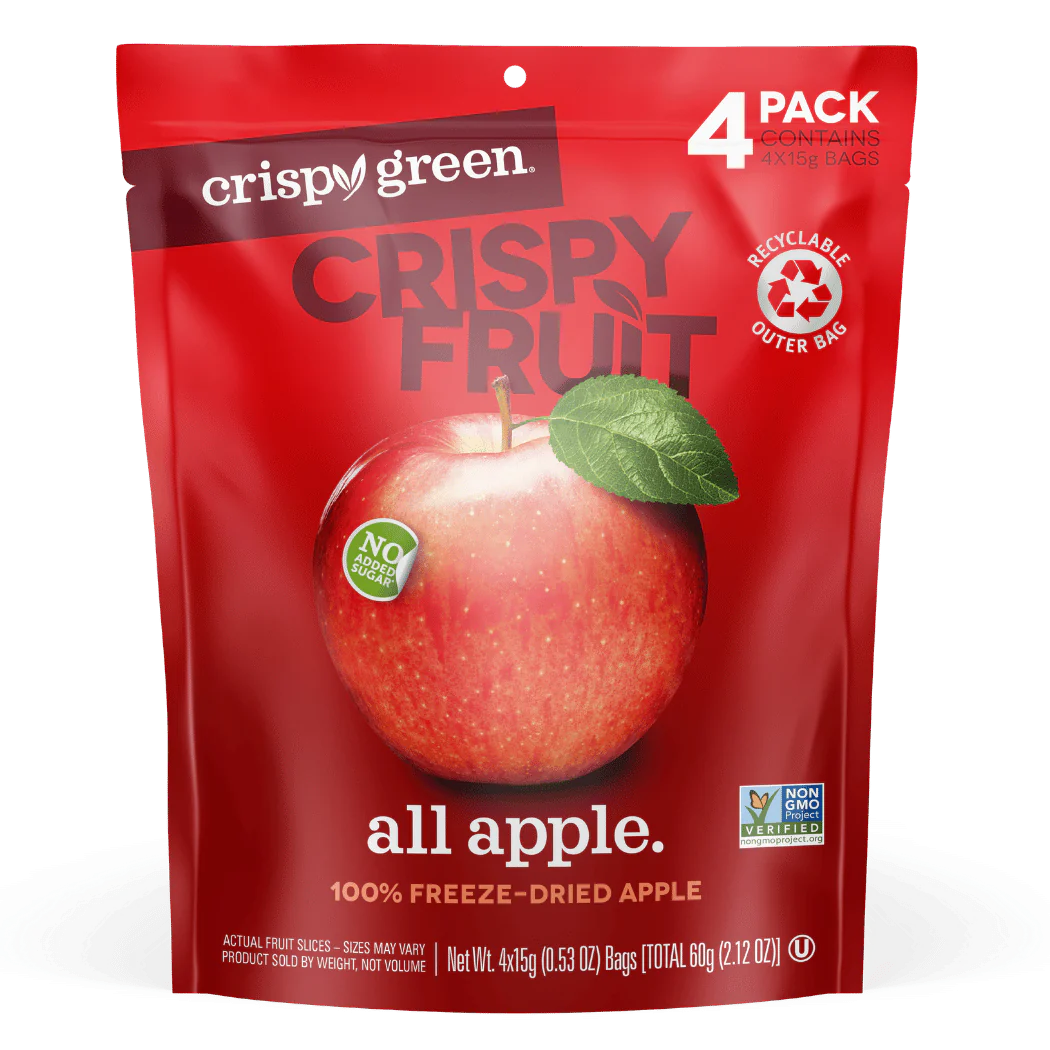 4 PACK
CONTAINS
4X15g BAGS
crispy green®
CRISPY
FRUIT
RECYCLABLE
OUTER BAG
NO
ADDED
SUGAR*
all apple.
100% FREEZE-DRIED APPLE
NON
GMO
Project
VERIFIED
nongmoproject.org
ACTUAL FRUIT SLICES – SIZES MAY VARY
PRODUCT SOLD BY WEIGHT, NOT VOLUME
Net Wt. 4x15g (0.53 OZ) Bags [TOTAL 60g (2.12 OZ)]
U